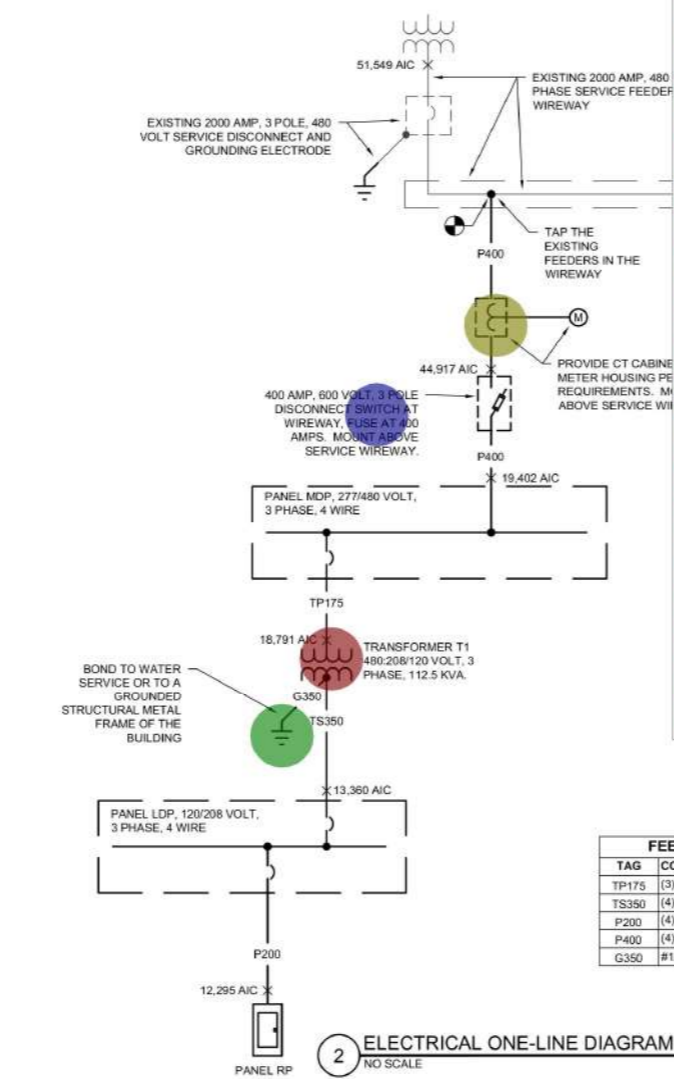 51,549 AIC
EXISTING 2000 AMP, 480
PHASE SERVICE FEEDER
WIREWAY
EXISTING 2000 AMP, 3 POLE, 480
VOLT SERVICE DISCONNECT AND
GROUNDING ELECTRODE
TAP THE
EXISTING
FEEDERS IN THE
WIREWAY
P400
M
PROVIDE CT CABINE
METER HOUSING PE
REQUIREMENTS. M
ABOVE SERVICE WI
44,917 AIC
400 AMP, 600 VOLT, 3 POLE
DISCONNECT SWITCH AT
WIREWAY, FUSE AT 400
AMPS. MOUNT ABOVE
SERVICE WIREWAY.
P400
19,402 AIC
PANEL MDP, 277/480 VOLT,
3 PHASE, 4 WIRE
TP175
18,791 AIC
TRANSFORMER T1
480:208/120 VOLT, 3
PHASE, 112.5 KVA.
BOND TO WATER
SERVICE OR TO A
GROUNDED
STRUCTURAL METAL
FRAME OF THE
BUILDING
G350
TS350
13,360 AIC
PANEL LDP, 120/208 VOLT,
3 PHASE, 4 WIRE
P200
12,295 AIC
PANEL RP
FEE
TAG CO
TP175 (3)
TS350 (4)
P200 (4)
P400 (4)
G350 #1
2 ELECTRICAL ONE-LINE DIAGRAM
NO SCALE